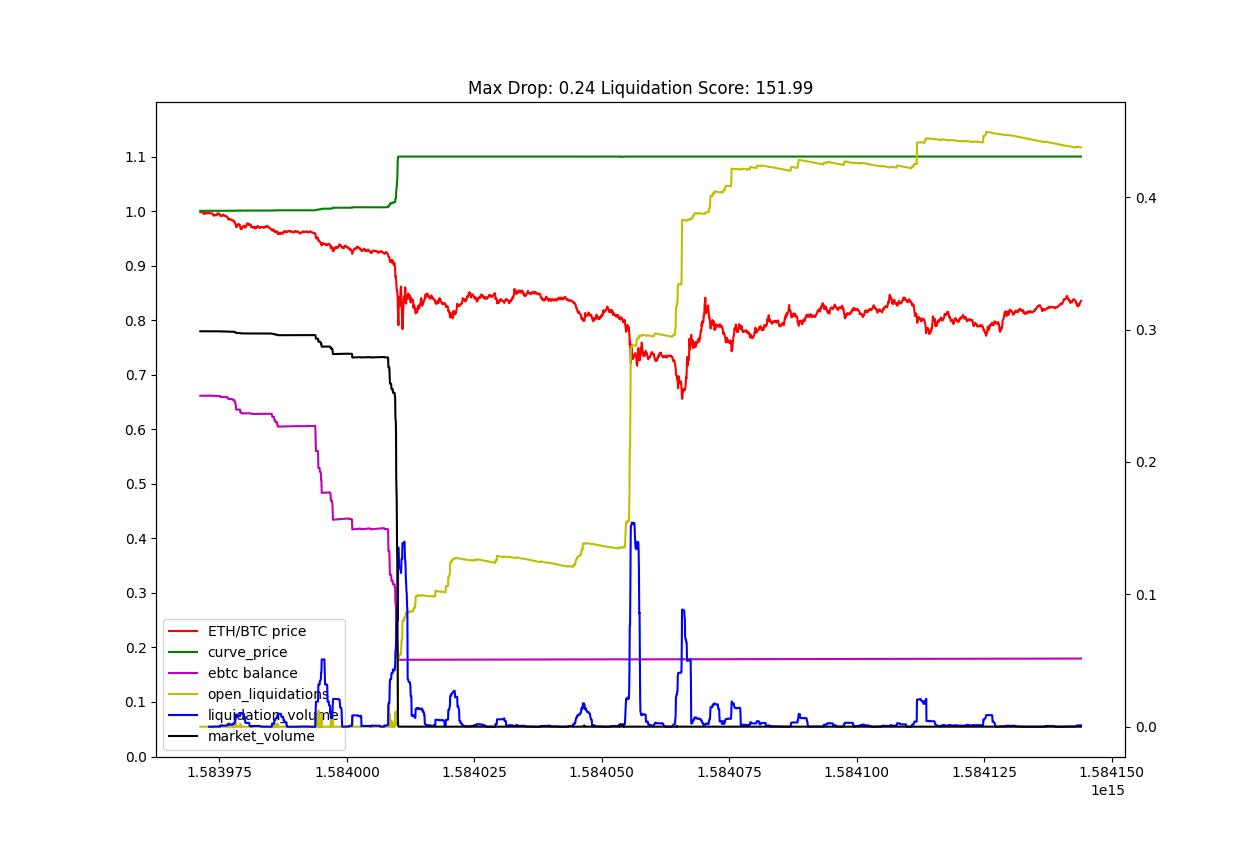 Max Drop: 0.24 Liquidation Score: 151.99
1.1
1.0
0.9
0.8
0.7
0.6
0.5
0.4
0.3
0.2
0.1
0.0
0.4
0.3
0.2
0.1
0.0
ETH/BTC price
curve_price
ebtc balance
open_liquidations
liquidation_volume
market_volume
1.583975 1.584000 1.584025 1.584050 1.584075 1.584100 1.584125 1.584150
1e15